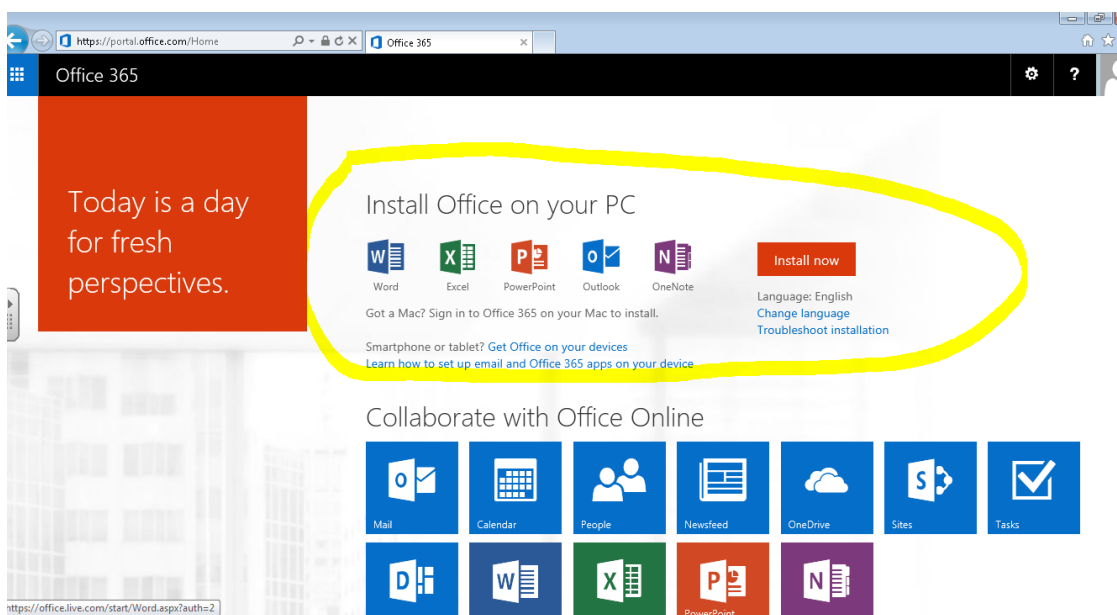 https://portal.office.com/Home
Office 365
Office 365
?
Today is a day
for fresh
perspectives.
Install Office on your PC
Word Excel PowerPoint Outlook OneNote
Install now
Got a Mac? Sign in to Office 365 on your Mac to install.
Language: English
Change language
Troubleshoot installation
Smartphone or tablet? Get Office on your devices
Learn how to set up email and Office 365 apps on your device
Collaborate with Office Online
Mail Calendar People Newsfeed OneDrive Sites Tasks
PowerPoint
https://office.live.com/start/Word.aspx?auth=2